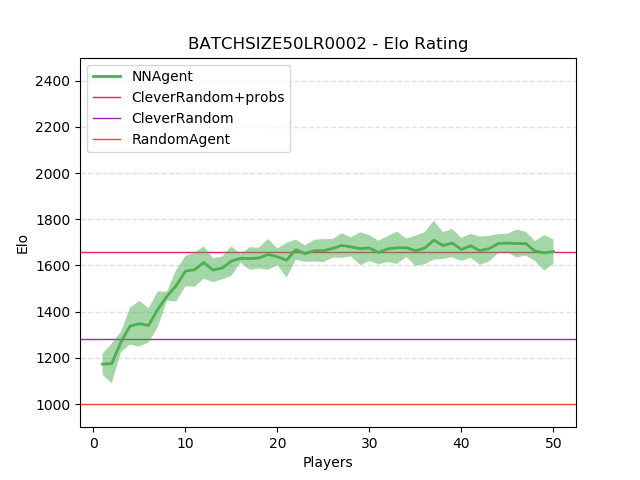 BATCHSIZE50LR0002 - Elo Rating
NNAgent
CleverRandom+probs
CleverRandom
RandomAgent
2400
2200
2000
1800
1600
1400
1200
1000
Elo
0
10
20
30
40
50
Players